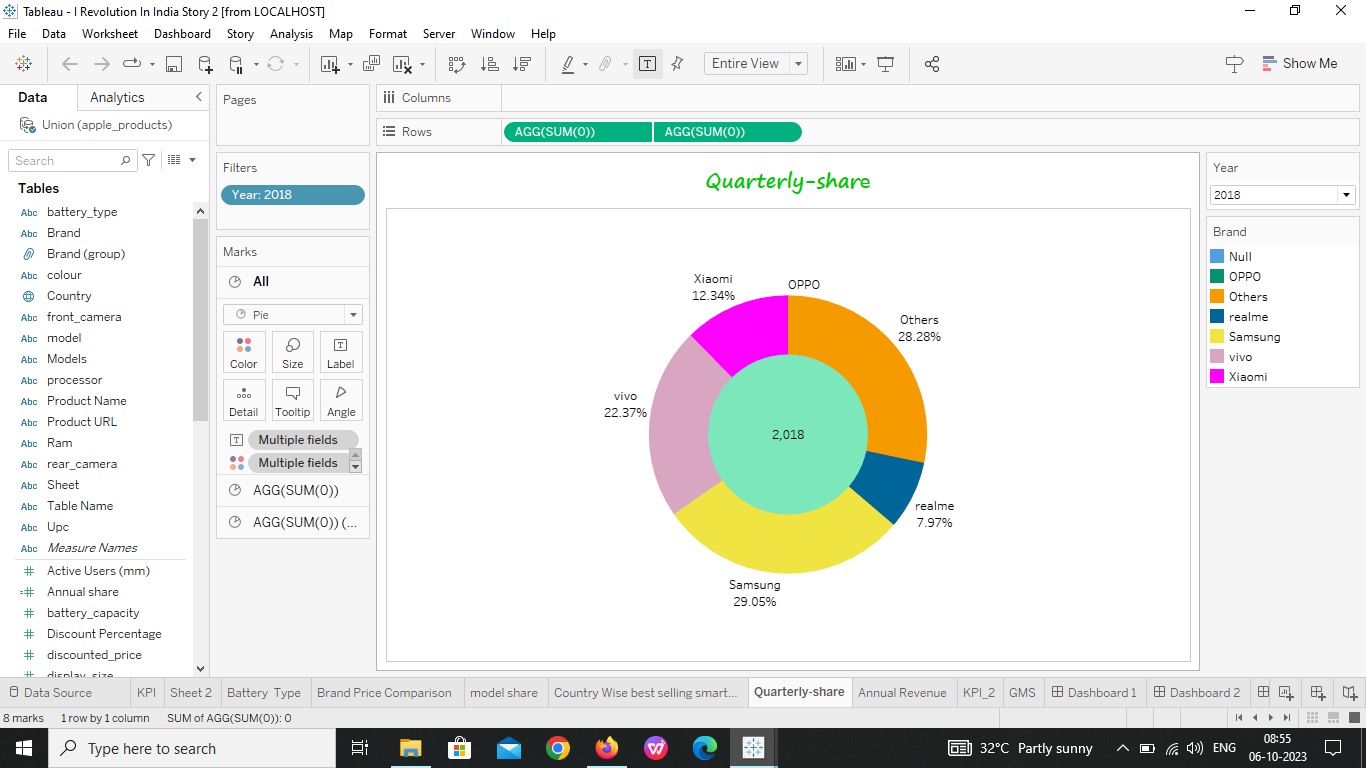 Tableau - I Revolution In India Story 2 [from LOCALHOST]
File Data Worksheet Dashboard Story Analysis Map Format Server Window Help
Entire View
Show Me
Data Analytics
Union (apple_products)
Search
Tables
Abc battery_type
Abc Brand
Brand (group)
Abc colour
Country
Abc front_camera
Abc model
Abc Models
Abc processor
Abc Product Name
Abc Product URL
Abc Ram
Abc rear_camera
Abc Sheet
Abc Table Name
Abc Upc
Abc Measure Names
# Active Users (mm)
=# Annual share
# battery_capacity
# Discount Percentage
# discounted_price
# display_size
Pages
Filters
Year: 2018
Marks
All
Pie
Color Size Label
Detail Tooltip Angle
Multiple fields
Multiple fields
AGG(SUM(0))
AGG(SUM(0)) (...
Columns
Rows
AGG(SUM(0)) AGG(SUM(0))
Quarterly-share
Xiaomi
12.34%
OPPO
Others
28.28%
vivo
22.37%
2,018
realme
7.97%
Samsung
29.05%
Year
2018
Brand
Null
OPPO
Others
realme
Samsung
vivo
Xiaomi
Data Source KPI Sheet 2 Battery Type Brand Price Comparison model share Country Wise best selling smart... Quarterly-share Annual Revenue KPI_2 GMS Dashboard 1 Dashboard 2
8 marks 1 row by 1 column SUM of AGG(SUM(0)): 0
Type here to search
32°C Partly sunny
ENG
08:55
06-10-2023